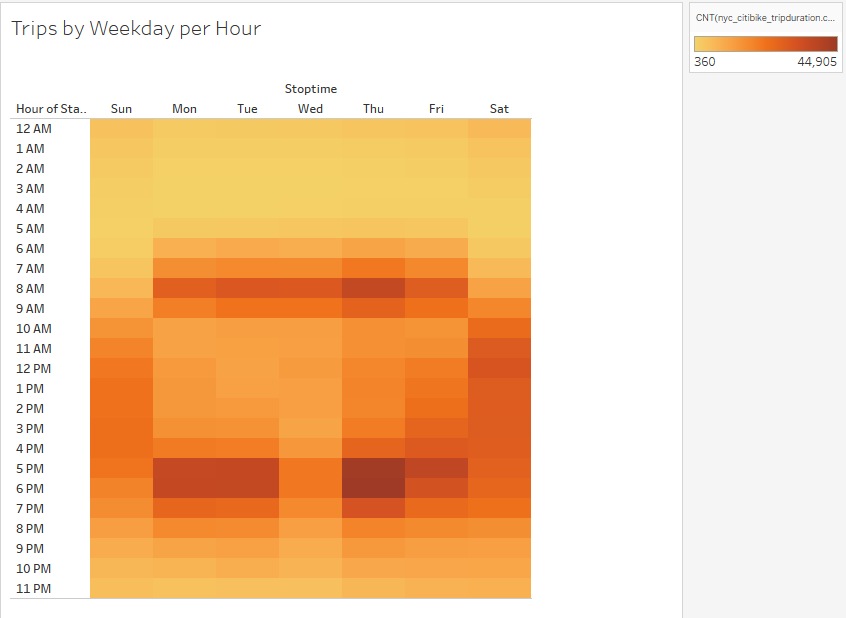 Trips by Weekday per Hour
CNT(nyc_citibike_tripduration.c...
360 44,905
Stoptime
Hour of Sta.. Sun Mon Tue Wed Thu Fri Sat
12 AM
1 AM
2 AM
3 AM
4 AM
5 AM
6 AM
7 AM
8 AM
9 AM
10 AM
11 AM
12 PM
1 PM
2 PM
3 PM
4 PM
5 PM
6 PM
7 PM
8 PM
9 PM
10 PM
11 PM